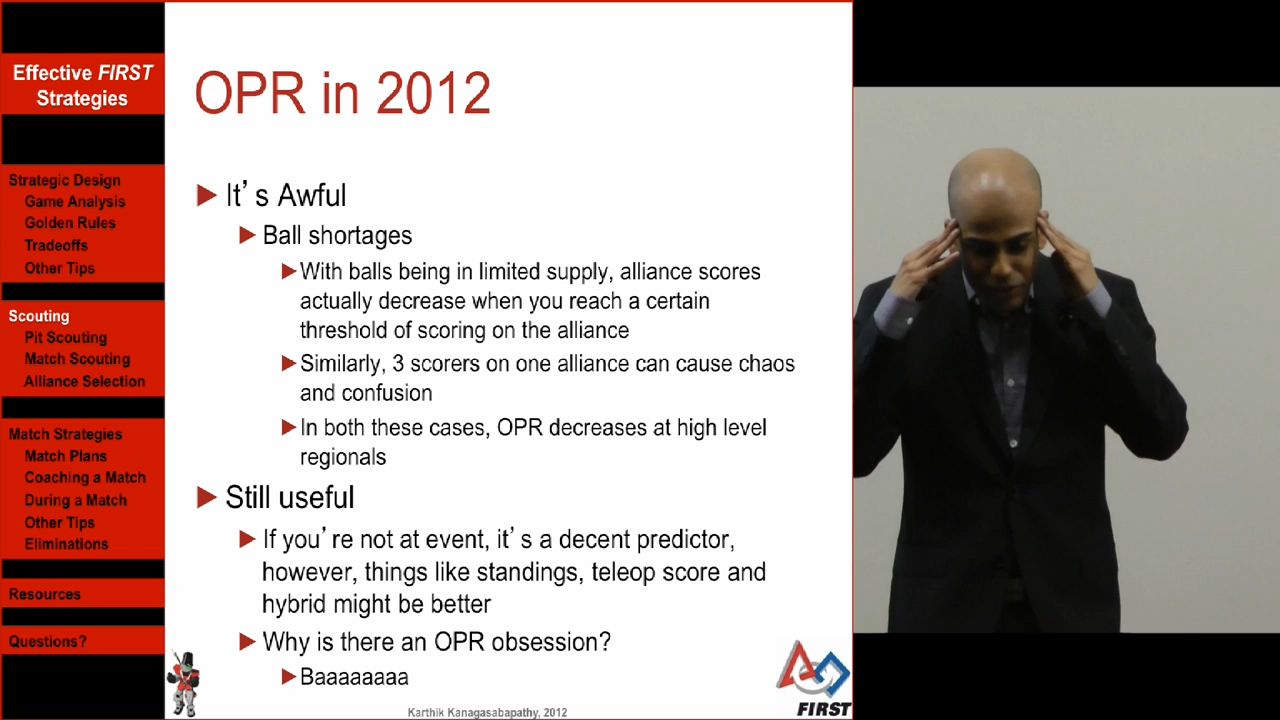 Effective FIRST
Strategies
Strategic Design
Game Analysis
Golden Rules
Tradeoffs
Other Tips
Scouting
Pit Scouting
Match Scouting
Alliance Selection
Match Strategies
Match Plans
Coaching a Match
During a Match
Other Tips
Eliminations
Resources
Questions?
OPR in 2012
It's Awful
Ball shortages
With balls being in limited supply, alliance scores
actually decrease when you reach a certain
threshold of scoring on the alliance
Similarly, 3 scorers on one alliance can cause chaos
and confusion
In both these cases, OPR decreases at high level
regionals
Still useful
If you're not at event, it's a decent predictor,
however, things like standings, teleop score and
hybrid might be better
Why is there an OPR obsession?
Baaaaaaaa
Karthik Kanagasabapathy, 2012
FIRST